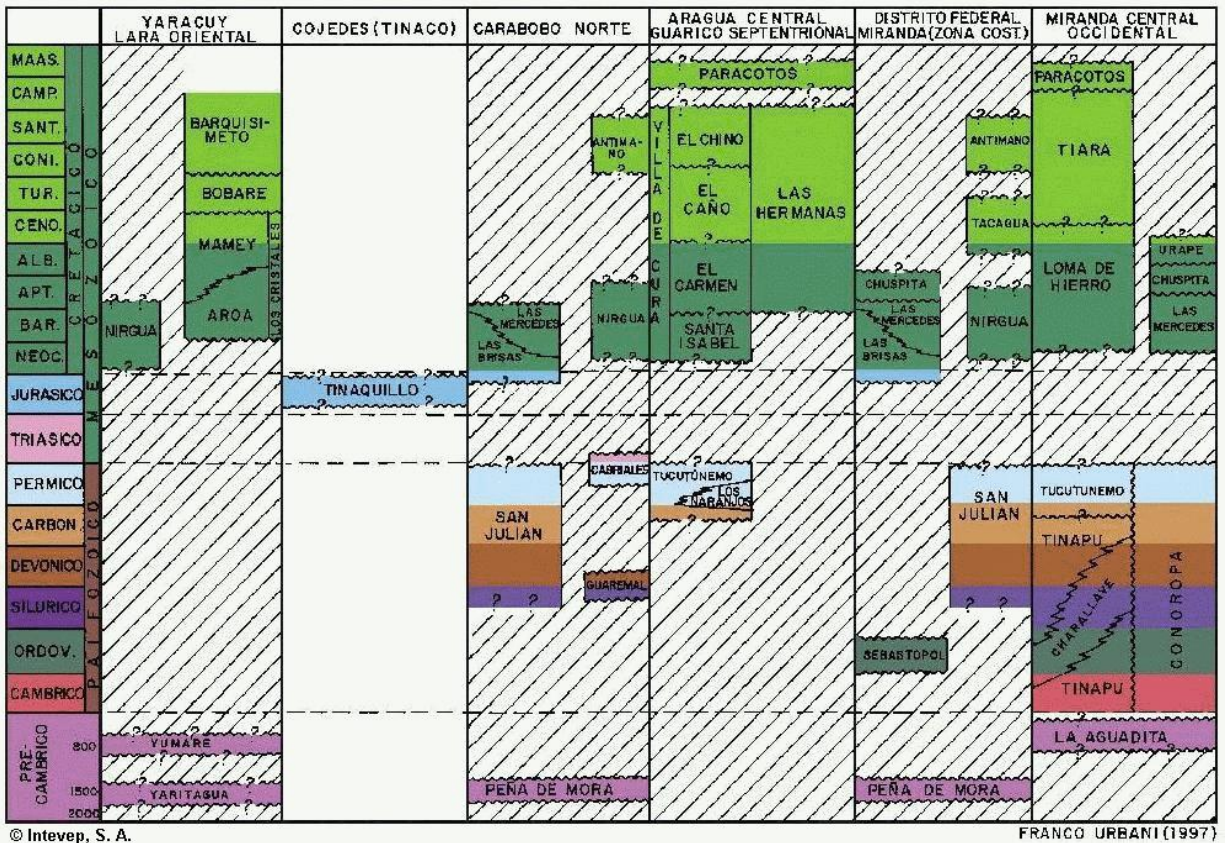 YARACUY
LARA ORIENTAL
COJEDES (TINACO)
CARABOBO NORTE
ARAGUA CENTRAL
GUARICO SEPTENTRIONAL
DISTRITO FEDERAL
MIRANDA (ZONA COST.)
MIRANDA CENTRAL
OCCIDENTAL
MAAS.
CAMP.
SANT.
CONI.
TUR.
CENO.
ALB.
APT.
BAR.
NEOC.
JURASICO
TRIASICO
PERMICO
CARBON.
DEVONICO
SILURICO
ORDOV.
CAMBRICO
PRE-
CAMBRICO
800
1500
2000
CRETACICO
MESOZOICO
PALEOZOICO
BARQUISI-
METO
BOBARE
MAMEY
AROA
LOS CRISTALES
NIRGUA
YUMARE
YARITAGUA
TINAQUILLO
ANTIMA-
NO
NIRGUA
LAS
MERCEDES
LAS
BRISAS
CABRIALES
SAN
JULIAN
GUAREMAL
PEÑA DE MORA
PARACOTOS
VILLA DE CURA
EL CHINO
EL
CAÑO
EL
CARMEN
SANTA
ISABEL
LAS
HERMANAS
TUCUTUNEMO
LOS
NARANJOS
ANTIMANO
TACAGUA
CHUSPITA
LAS
MERCEDES
LAS
BRISAS
NIRGUA
SAN
JULIAN
SEBASTOPOL
PEÑA DE MORA
PARACOTOS
TIARA
LOMA DE
HIERRO
URAPE
CHUSPITA
LAS
MERCEDES
TUCUTUNEMO
TINAPU
CHARALLAVE
TINAPU
CONOROPA
LA AGUADITA
© Intevep, S. A.
FRANCO URBANI (1997)